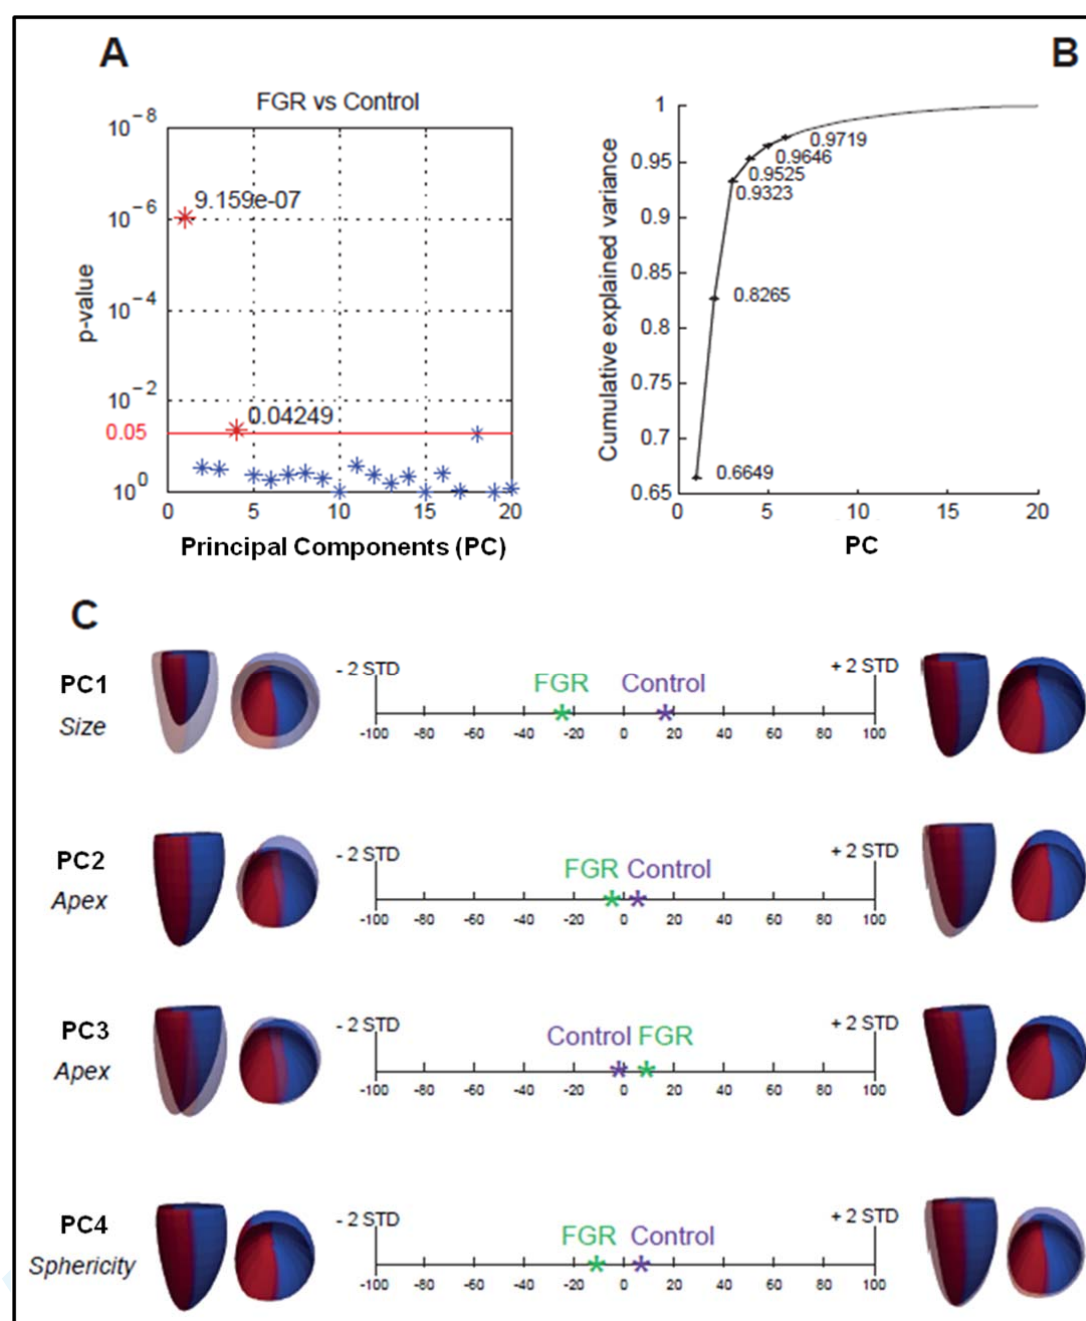 A
B
FGR vs Control
10^-8
9.159e-07
10^-6
10^-4
10^-2
0.04249
0.05
10^0
p-value
0 5 10 15 20
Principal Components (PC)
1
0.95
0.9
0.85
0.8
0.75
0.7
0.65
Cumulative explained variance
0.9719
0.9646
0.9525
0.9323
0.8265
0.6649
0 5 10 15 20
PC
C
PC1
Size
- 2 STD
FGR Control
+ 2 STD
-100 -80 -60 -40 -20 0 20 40 60 80 100
PC2
Apex
- 2 STD
FGR Control
+ 2 STD
-100 -80 -60 -40 -20 0 20 40 60 80 100
PC3
Apex
- 2 STD
Control FGR
+ 2 STD
-100 -80 -60 -40 -20 0 20 40 60 80 100
PC4
Sphericity
- 2 STD
FGR Control
+ 2 STD
-100 -80 -60 -40 -20 0 20 40 60 80 100